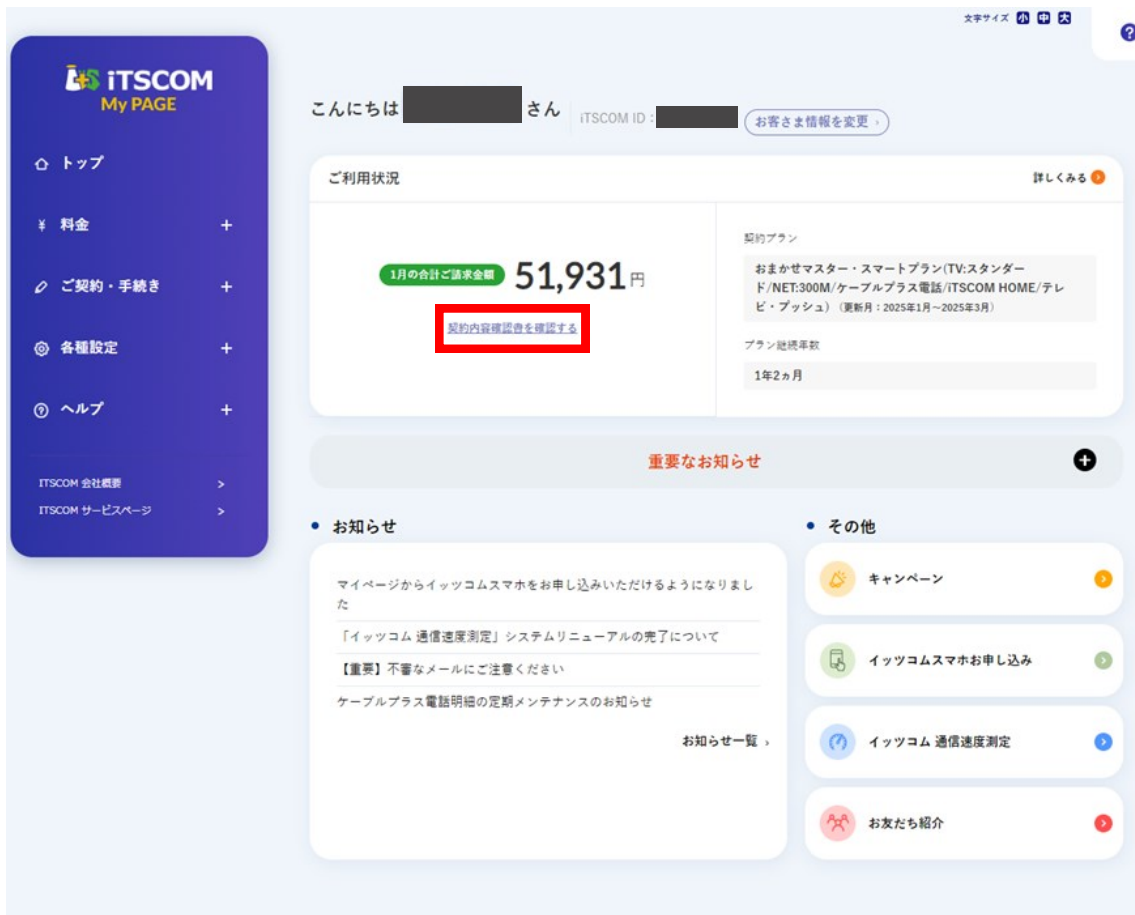 文字サイズ 小 中 大
iTSCOM
My PAGE
トップ
料金
ご契約・手続き
各種設定
ヘルプ
ITSCOM 会社概要
ITSCOM サービスページ
こんにちは さん
iTSCOM ID：
お客さま情報を変更
ご利用状況
詳しくみる
1月の合計ご請求金額 51,931円
契約内容確認書を確認する
契約プラン
おまかせマスター・スマートプラン(TV:スタンダー
ド/NET:300M/ケーブルプラス電話/iTSCOM HOME/テレ
ビ・プッシュ) （更新月：2025年1月～2025年3月）
プラン継続年数
1年2ヵ月
重要なお知らせ
お知らせ
マイページからイッツコムスマホをお申し込みいただけるようになりまし
た
「イッツコム 通信速度測定」システムリニューアルの完了について
【重要】不審なメールにご注意ください
ケーブルプラス電話明細の定期メンテナンスのお知らせ
お知らせ一覧
その他
キャンペーン
イッツコムスマホお申し込み
イッツコム 通信速度測定
お友だち紹介